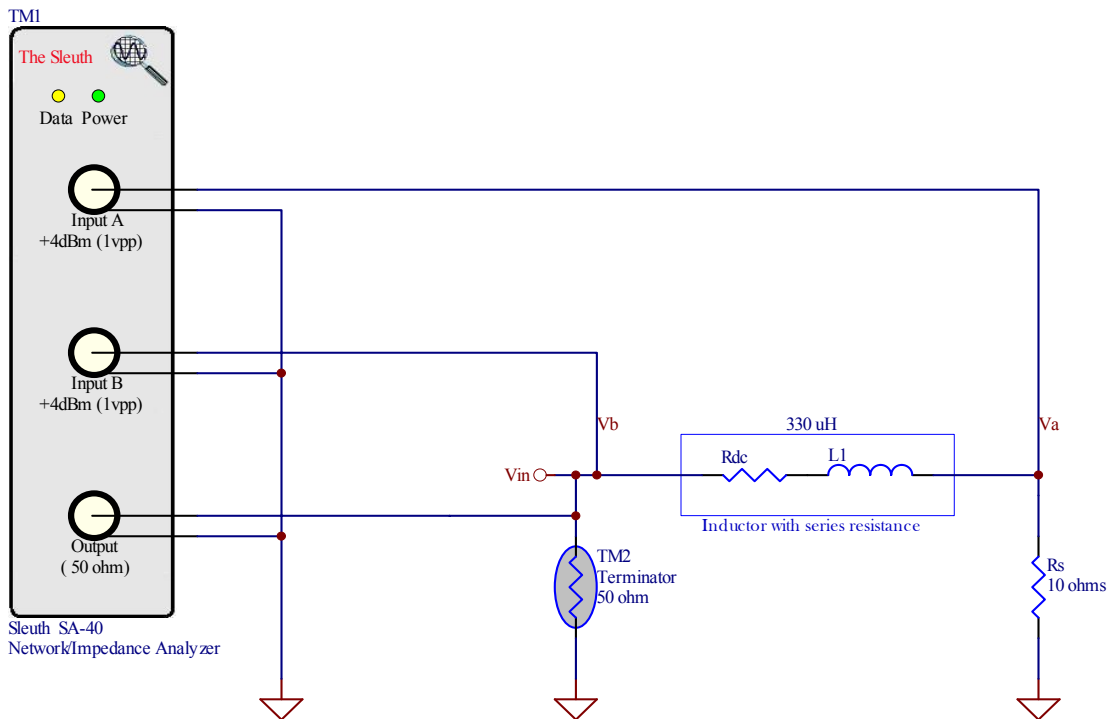 TM1
The Sleuth
Data Power
Input A
+4dBm (1vpp)
Input B
+4dBm (1vpp)
Output
( 50 ohm)
Sleuth SA-40
Network/Impedance Analyzer
Vb
Va
330 uH
Rdc
L1
Vin
Inductor with series resistance
TM2
Terminator
50 ohm
Rs
10 ohms